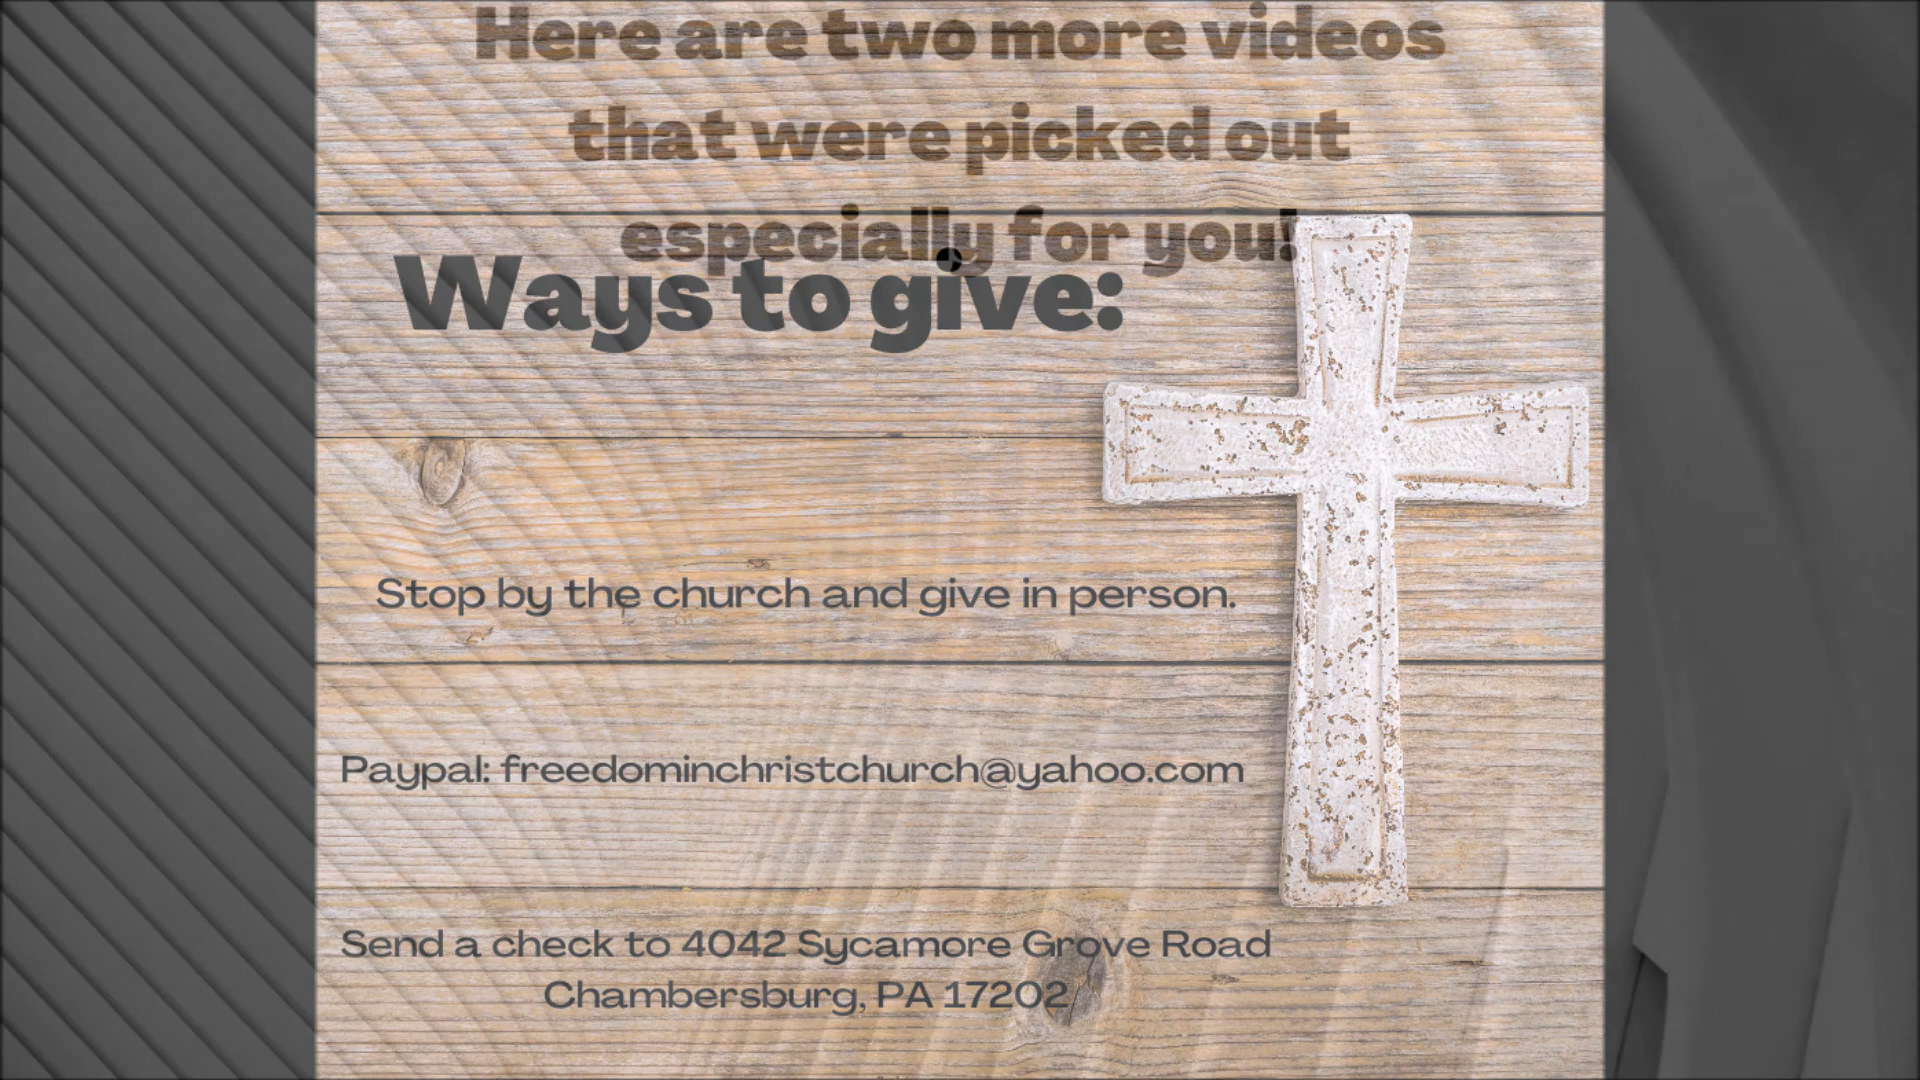 Here are two more videos
that were picked out
especially for you!
Ways to give:
Stop by the church and give in person.
Paypal: freedominchristchurch@yahoo.com
Send a check to 4042 Sycamore Grove Road
Chambersburg, PA 17202